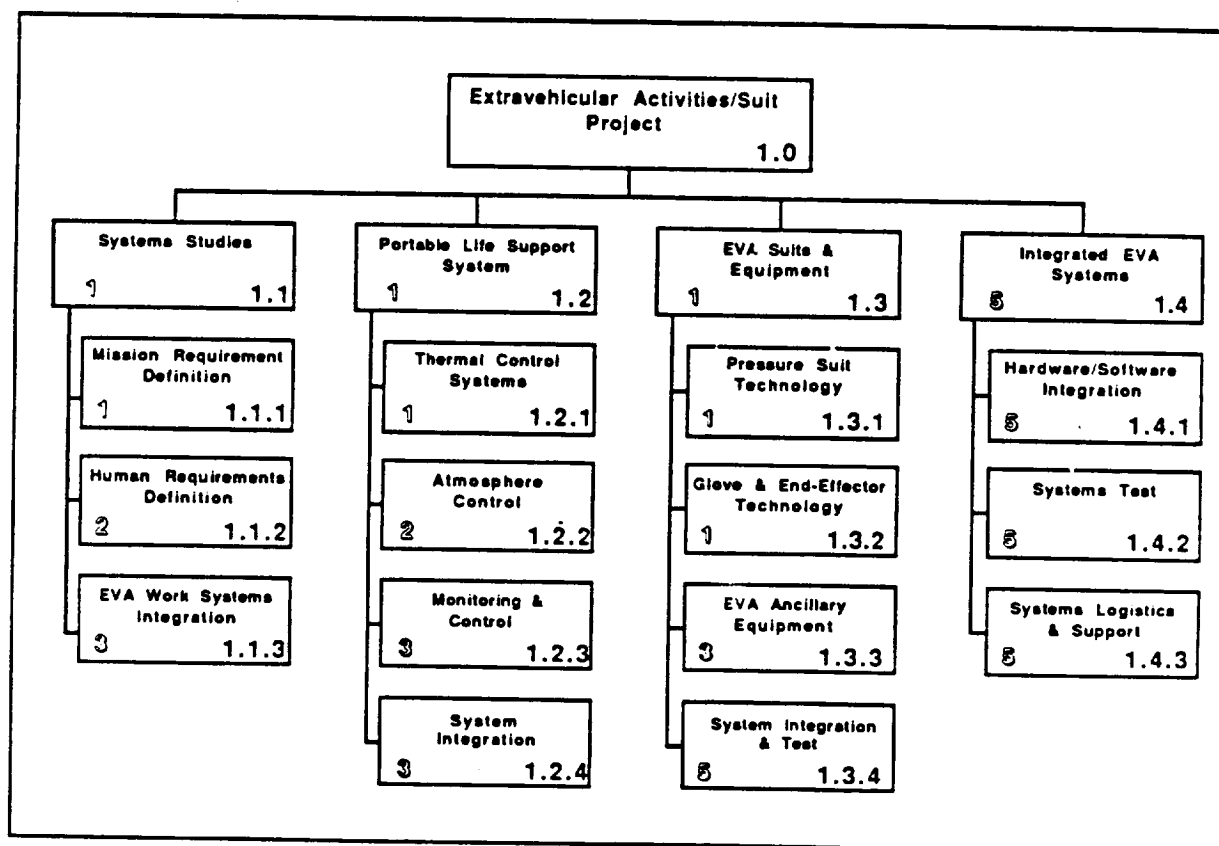 Extravehicular Activities/Suit
Project
1.0
Systems Studies
1 1.1
Mission Requirement
Definition
1 1.1.1
Human Requirements
Definition
2 1.1.2
EVA Work Systems
Integration
3 1.1.3
Portable Life Support
System
1 1.2
Thermal Control
Systems
1 1.2.1
Atmosphere
Control
2 1.2.2
Monitoring &
Control
3 1.2.3
System
Integration
3 1.2.4
EVA Suits &
Equipment
1 1.3
Pressure Suit
Technology
1 1.3.1
Glove & End-Effector
Technology
1 1.3.2
EVA Ancillary
Equipment
3 1.3.3
System Integration
& Test
5 1.3.4
Integrated EVA
Systems
5 1.4
Hardware/Software
Integration
5 1.4.1
Systems Test
5 1.4.2
Systems Logistics
& Support
5 1.4.3